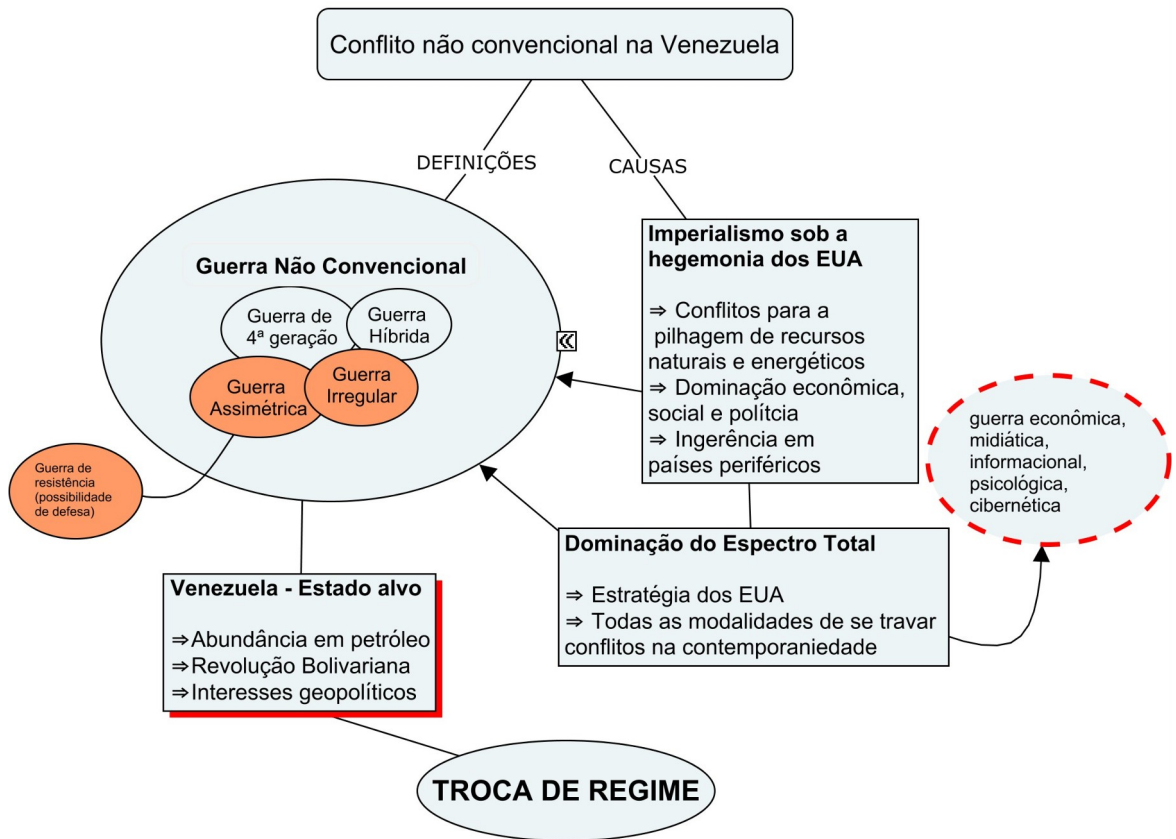 Conflito não convencional na Venezuela
DEFINIÇÕES
CAUSAS
Guerra Não Convencional
Guerra de
4ª geração
Guerra
Híbrida
Guerra
Assimétrica
Guerra
Irregular
Guerra de
resistência
(possibilidade
de defesa)
Imperialismo sob a
hegemonia dos EUA
⇒ Conflitos para a
pilhagem de recursos
naturais e energéticos
⇒ Dominação econômica,
social e polítcia
⇒ Ingerência em
países periféricos
guerra econômica,
midiática,
informacional,
psicológica,
cibernética
Dominação do Espectro Total
⇒ Estratégia dos EUA
⇒ Todas as modalidades de se travar
conflitos na contemporaniedade
Venezuela - Estado alvo
⇒Abundância em petróleo
⇒Revolução Bolivariana
⇒Interesses geopolíticos
TROCA DE REGIME